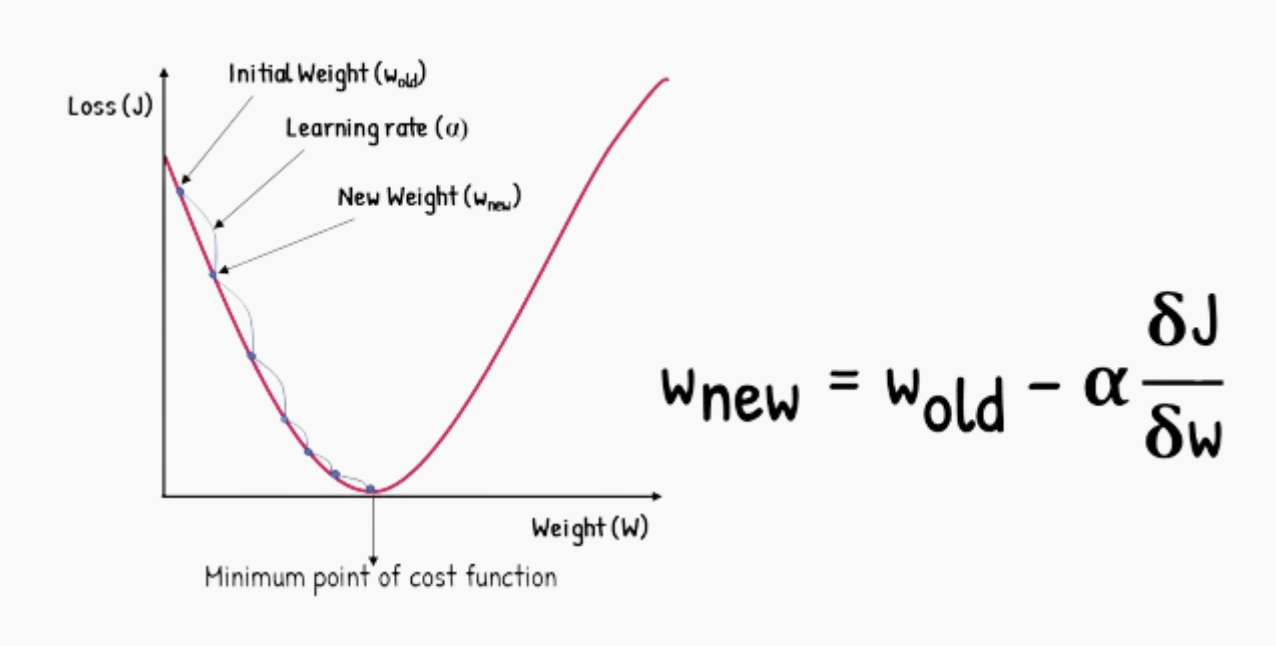 Initial Weight (wold)
Loss (J)
Learning rate (α)
New Weight (wnew)
δJ
wnew = wold - α
δw
Weight (W)
Minimum point of cost function